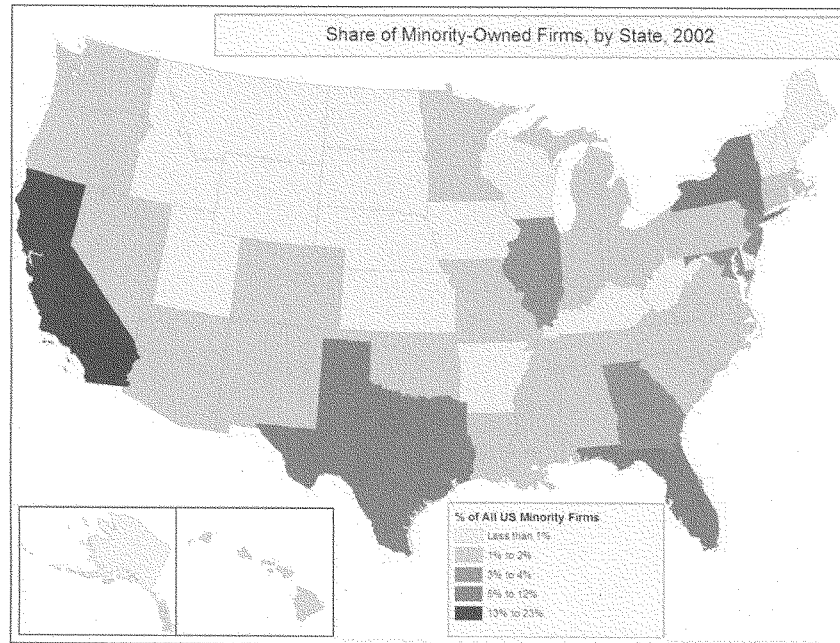 Share of Minority-Owned Firms, by State, 2002
% of All US Minority Firms
Less than 1%
1% to 2%
3% to 4%
5% to 12%
13% to 23%